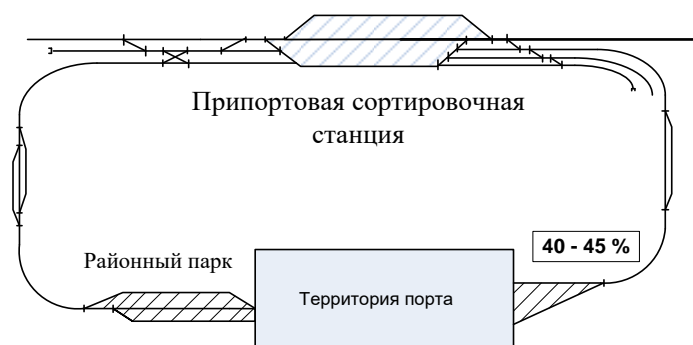 Припортовая сортировочная
станция
40 - 45 %
Районный парк
Территория порта